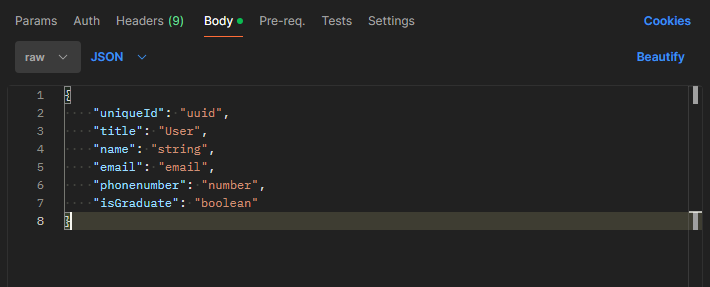 Params Auth Headers (9) Body Pre-req. Tests Settings Cookies
raw JSON Beautify
1 {
2 "uniqueId": "uuid",
3 "title": "User",
4 "name": "string",
5 "email": "email",
6 "phonenumber": "number",
7 "isGraduate": "boolean"
8 }